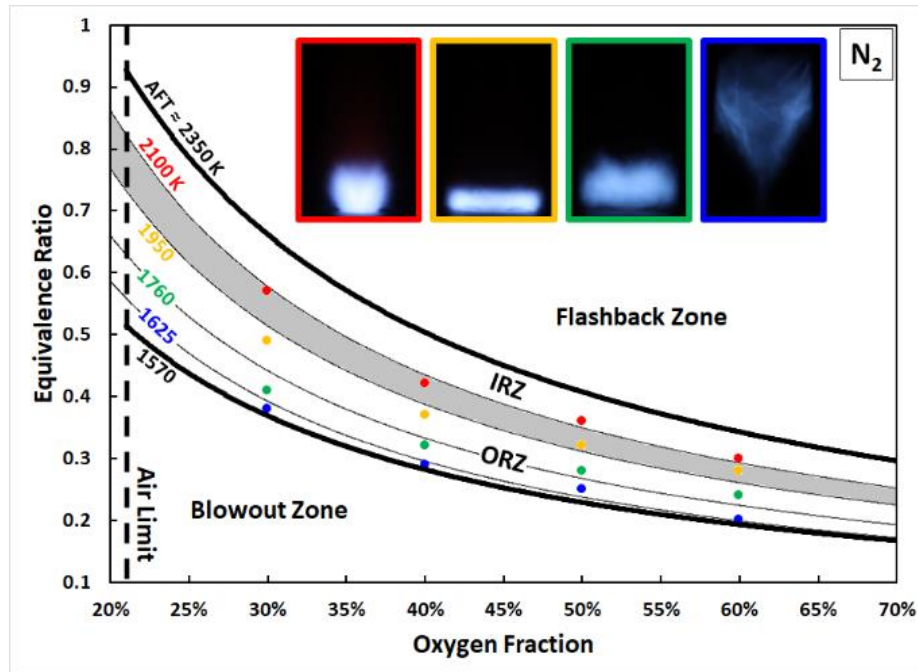 1
0.9
0.8
0.7
0.6
0.5
0.4
0.3
0.2
0.1
Equivalence Ratio
N2
AFT ≈ 2350 K
2100 K
1950
1760
1625
1570
IRZ
ORZ
Flashback Zone
Blowout Zone
Air Limit
20% 25% 30% 35% 40% 45% 50% 55% 60% 65% 70%
Oxygen Fraction